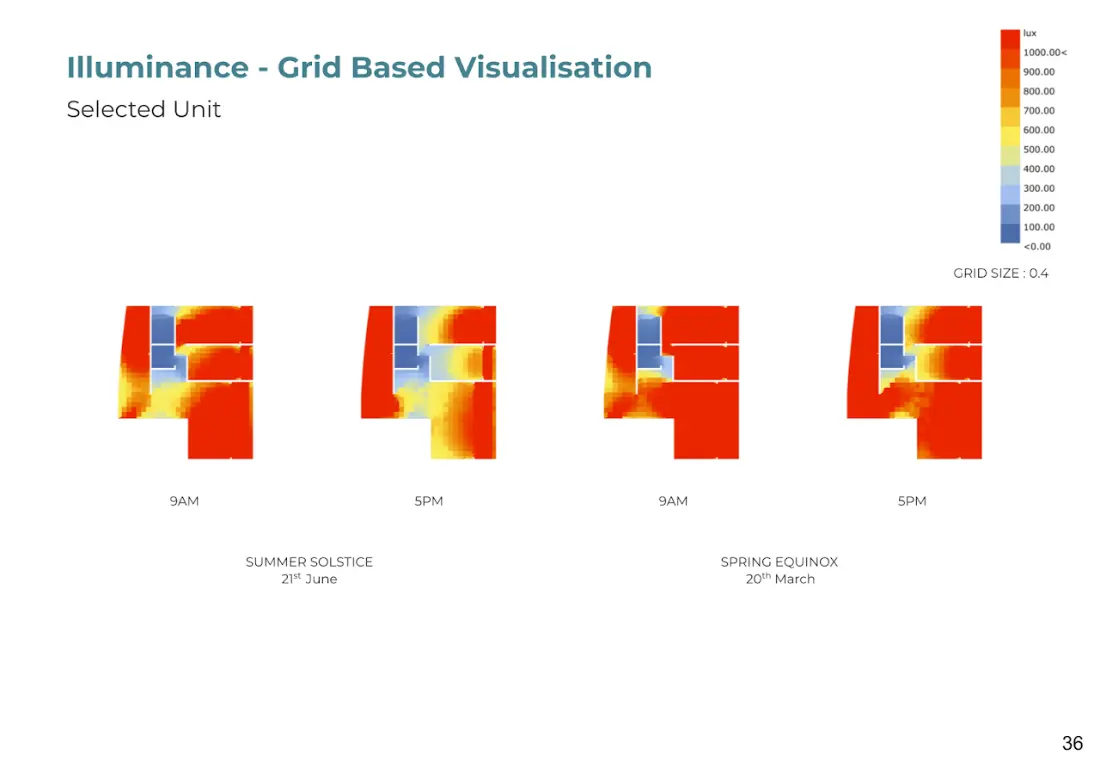 Illuminance - Grid Based Visualisation
Selected Unit
lux
1000.00<
900.00
800.00
700.00
600.00
500.00
400.00
300.00
200.00
100.00
<0.00
GRID SIZE : 0.4
9AM
5PM
9AM
5PM
SUMMER SOLSTICE
21st June
SPRING EQUINOX
20th March
36